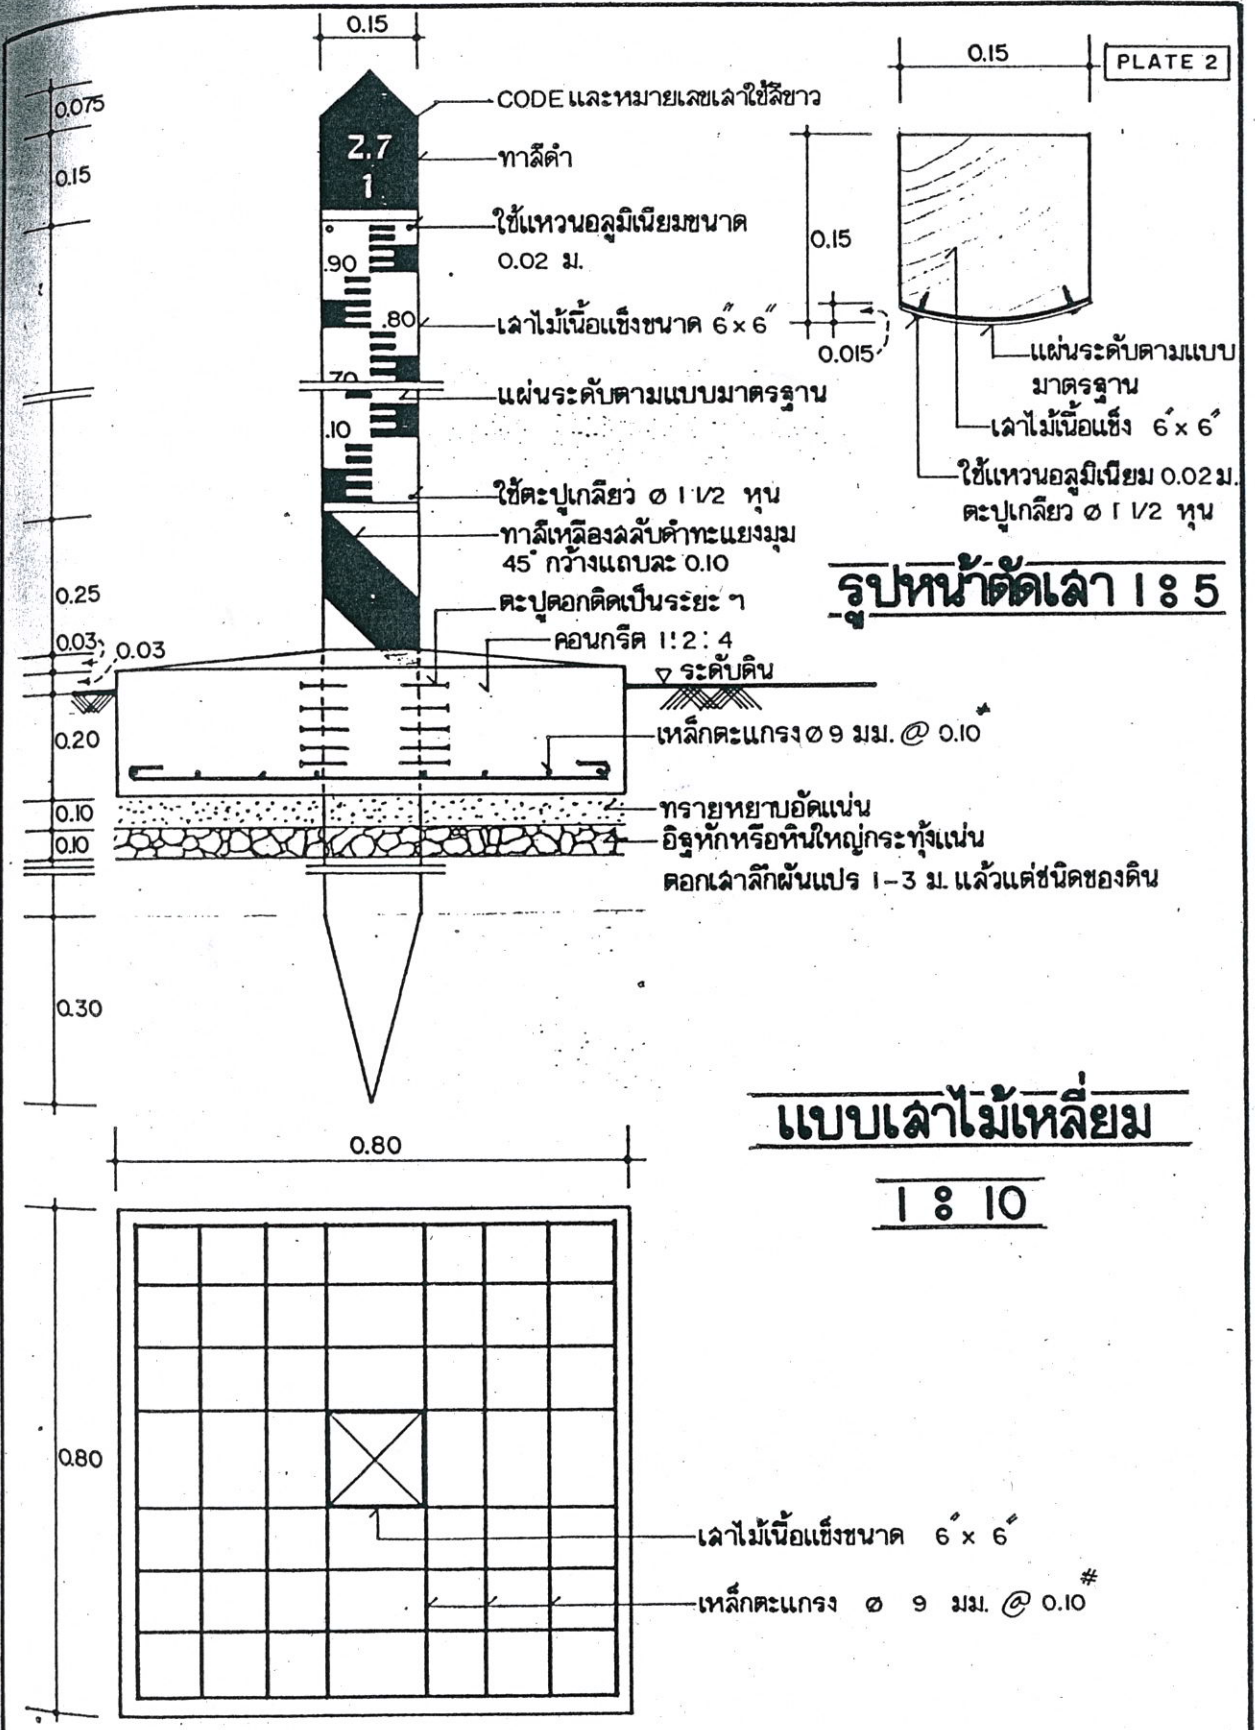 0.15
0.15
PLATE 2
0.075
CODE และหมายเลขเสาใช้สีขาว
2.7
1
ทาสีดำ
0.15
ใช้แหวนอลูมิเนียมขนาด
0.02 ม.
0.15
.90
เสาไม้เนื้อแข็งขนาด 6"x 6"
.80
0.015
แผ่นระดับตามแบบ
มาตรฐาน
.70
แผ่นระดับตามแบบมาตรฐาน
เสาไม้เนื้อแข็ง 6"x 6"
.10
ใช้แหวนอลูมิเนียม 0.02 ม.
ตะปูเกลียว ø 1 1/2 หุน
ใช้ตะปูเกลียว ø 1 1/2 หุน
ทาสีเหลืองสลับดำทะแยงมุม
45° กว้างแถบละ 0.10
รูปหน้าตัดเสา 1:5
0.25
ตะปูตอกติดเป็นระยะ ๆ
คอนกรีต 1:2:4
0.03
0.03
ระดับดิน
0.20
เหล็กตะแกรง ø 9 มม. @ 0.10 #
0.10
ทรายหยาบอัดแน่น
0.10
อิฐหักหรือหินใหญ่กระทุ้งแน่น
ตอกเสาลึกผันแปร 1-3 ม. แล้วแต่ชนิดของดิน
0.30
แบบเสาไม้เหลี่ยม
1:10
0.80
0.80
เสาไม้เนื้อแข็งขนาด 6"x 6"
เหล็กตะแกรง ø 9 มม. @ 0.10 #